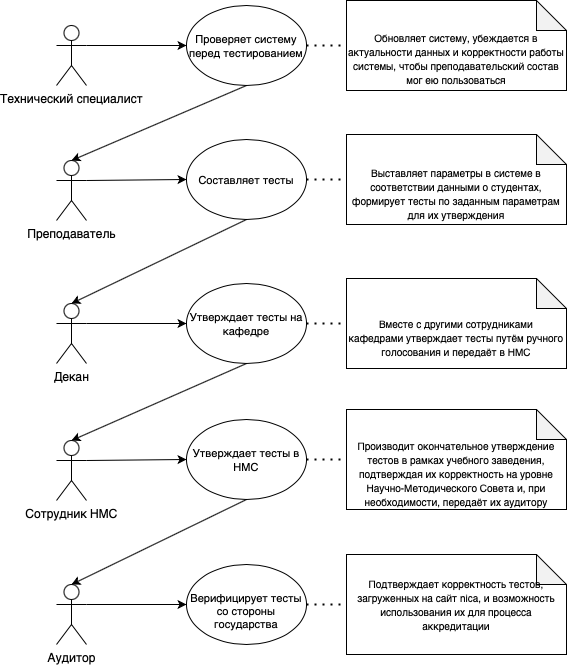 Проверяет систему
перед тестированием
Обновляет систему, убеждается в
актуальности данных и корректности работы
системы, чтобы преподавательский состав
мог ею пользоваться
Технический специалист
Составляет тесты
Выставляет параметры в системе в
соответствии данными о студентах,
формирует тесты по заданным параметрам
для их утверждения
Преподаватель
Утверждает тесты на
кафедре
Вместе с другими сотрудниками
кафедрами утверждает тесты путём ручного
голосования и передаёт в НМС
Декан
Утверждает тесты в
НМС
Производит окончательное утверждение
тестов в рамках учебного заведения,
подтверждая их корректность на уровне
Научно-Методического Совета и, при
необходимости, передаёт их аудитору
Сотрудник НМС
Верифицирует тесты
со стороны
государства
Подтверждает корректность тестов,
загруженных на сайт nica, и возможность
использования их для процесса
аккредитации
Аудитор